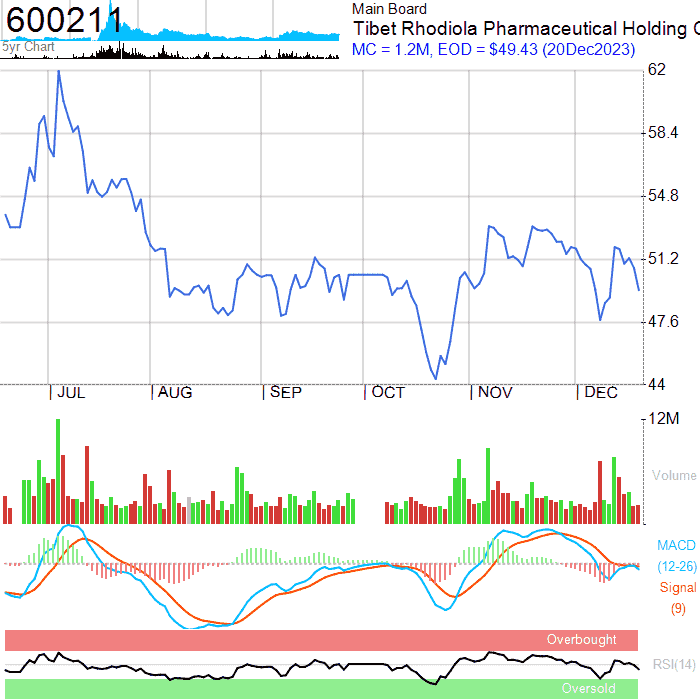 600211
5yr Chart
Main Board
Tibet Rhodiola Pharmaceutical Holding C
MC = 1.2M, EOD = $49.43 (20Dec2023)
62
58.4
54.8
51.2
47.6
44
JUL AUG SEP OCT NOV DEC
12M
Volume
MACD
(12-26)
Signal
(9)
Overbought
RSI(14)
Oversold